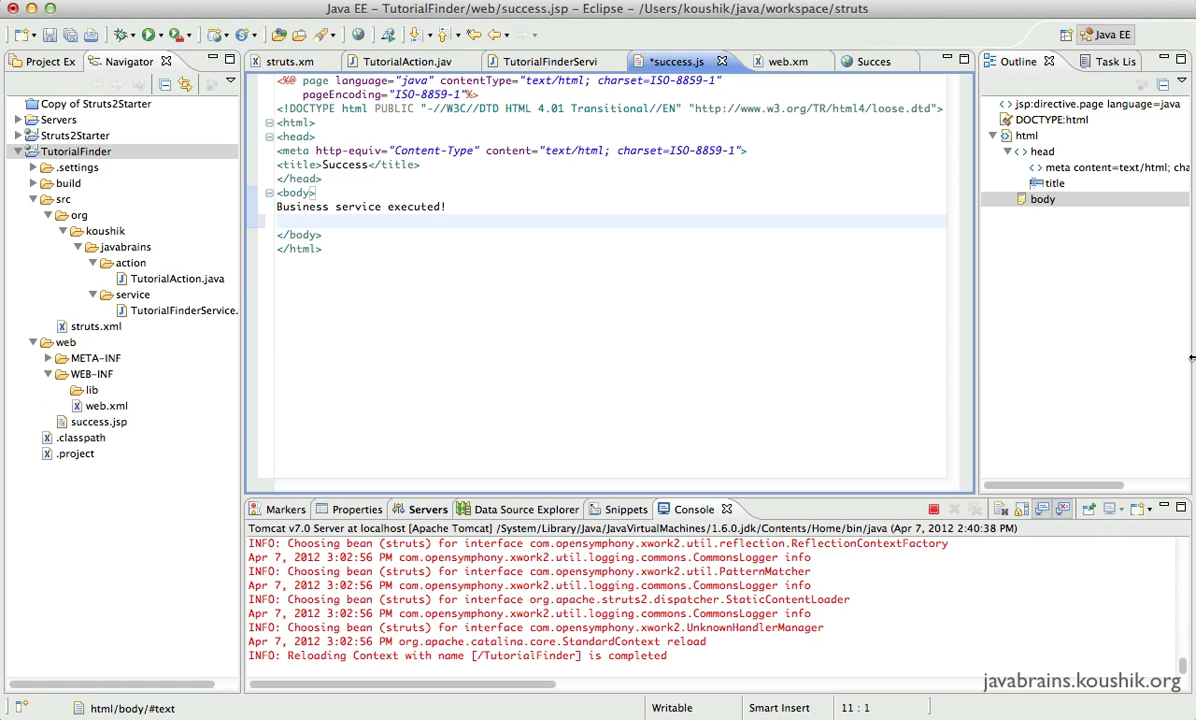 Java EE - TutorialFinder/web/success.jsp - Eclipse - /Users/koushik/java/workspace/struts
Java EE
Project Ex
Navigator
struts.xm
TutorialAction.jav
TutorialFinderServi
*success.js
web.xm
Succes
Outline
Task Lis
Copy of Struts2Starter
Servers
Struts2Starter
TutorialFinder
.settings
build
src
org
koushik
javabrains
action
TutorialAction.java
service
TutorialFinderService.
struts.xml
web
META-INF
WEB-INF
lib
web.xml
success.jsp
.classpath
.project
<%@ page language="java" contentType="text/html; charset=ISO-8859-1"
pageEncoding="ISO-8859-1"%>
<!DOCTYPE html PUBLIC "-//W3C//DTD HTML 4.01 Transitional//EN" "http://www.w3.org/TR/html4/loose.dtd">
<html>
<head>
<meta http-equiv="Content-Type" content="text/html; charset=ISO-8859-1">
<title>Success</title>
</head>
<body>
Business service executed!
</body>
</html>
jsp:directive.page language=java
DOCTYPE:html
html
head
meta content=text/html; cha
title
body
Markers
Properties
Servers
Data Source Explorer
Snippets
Console
Tomcat v7.0 Server at localhost [Apache Tomcat] /System/Library/Java/JavaVirtualMachines/1.6.0.jdk/Contents/Home/bin/java (Apr 7, 2012 2:40:38 PM)
INFO: Choosing bean (struts) for interface com.opensymphony.xwork2.util.reflection.ReflectionContextFactory
Apr 7, 2012 3:02:56 PM com.opensymphony.xwork2.util.logging.commons.CommonsLogger info
INFO: Choosing bean (struts) for interface com.opensymphony.xwork2.util.PatternMatcher
Apr 7, 2012 3:02:56 PM com.opensymphony.xwork2.util.logging.commons.CommonsLogger info
INFO: Choosing bean (struts) for interface org.apache.struts2.dispatcher.StaticContentLoader
Apr 7, 2012 3:02:56 PM com.opensymphony.xwork2.util.logging.commons.CommonsLogger info
INFO: Choosing bean (struts) for interface com.opensymphony.xwork2.UnknownHandlerManager
Apr 7, 2012 3:02:56 PM org.apache.catalina.core.StandardContext reload
INFO: Reloading Context with name [/TutorialFinder] is completed
javabrains.koushik.org
html/body/#text
Writable
Smart Insert
11 : 1